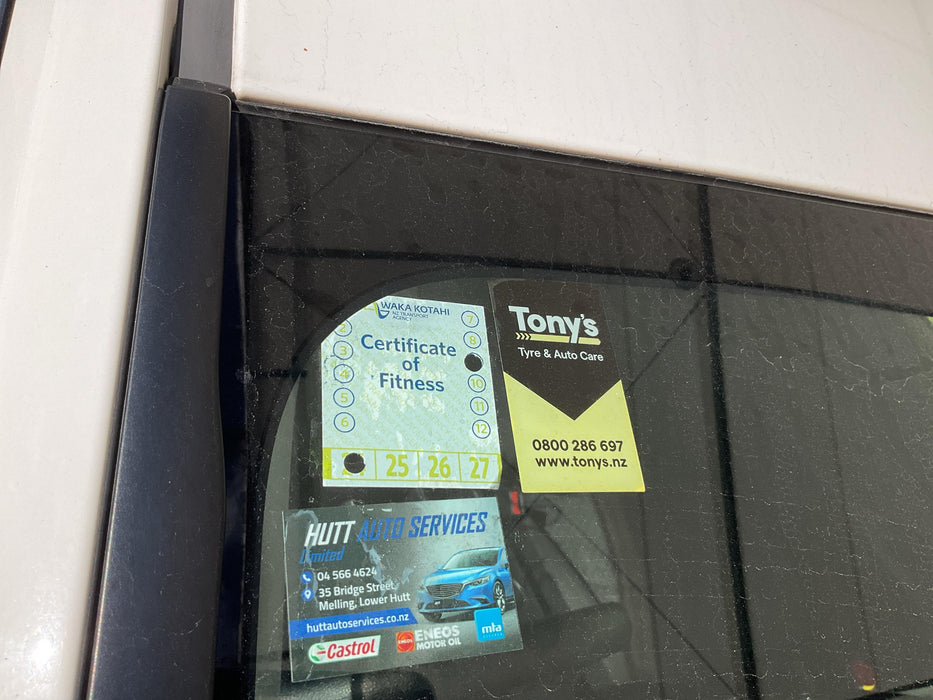 WAKA KOTAHI
NZ TRANSPORT
AGENCY
Certificate
of
Fitness
2
3
4
5
6
7
8
10
11
12
25 26 27
Tony's
Tyre & Auto Care
0800 286 697
www.tonys.nz
HUTT AUTO SERVICES
Limited
04 566 4624
35 Bridge Street
Melling, Lower Hutt
huttautoservices.co.nz
Castrol
ENEOS
ENEOS
MOTOR OIL
mta